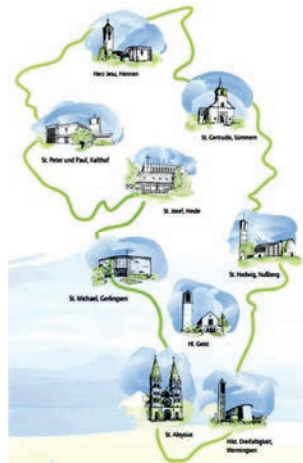 Herz Jesu, Hennen
St. Gertrudis, Sümmern
St. Peter und Paul, Kalthof
St. Josef, Heide
St. Hedwig, Nußberg
St. Michael, Gerlingsen
Hl. Geist
St. Aloysius
Hlst. Dreifaltigkeit,
Wermingsen